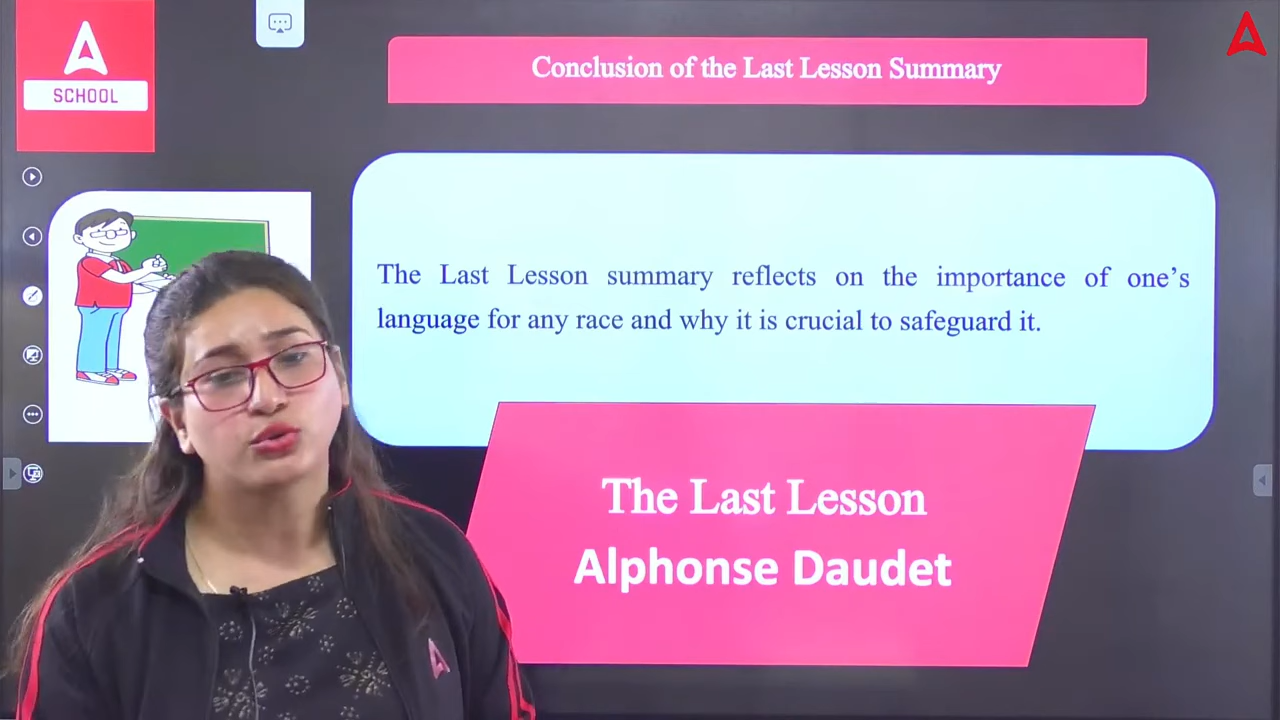 SCHOOL
Conclusion of the Last Lesson Summary
The Last Lesson summary reflects on the importance of one's
language for any race and why it is crucial to safeguard it.
The Last Lesson
Alphonse Daudet